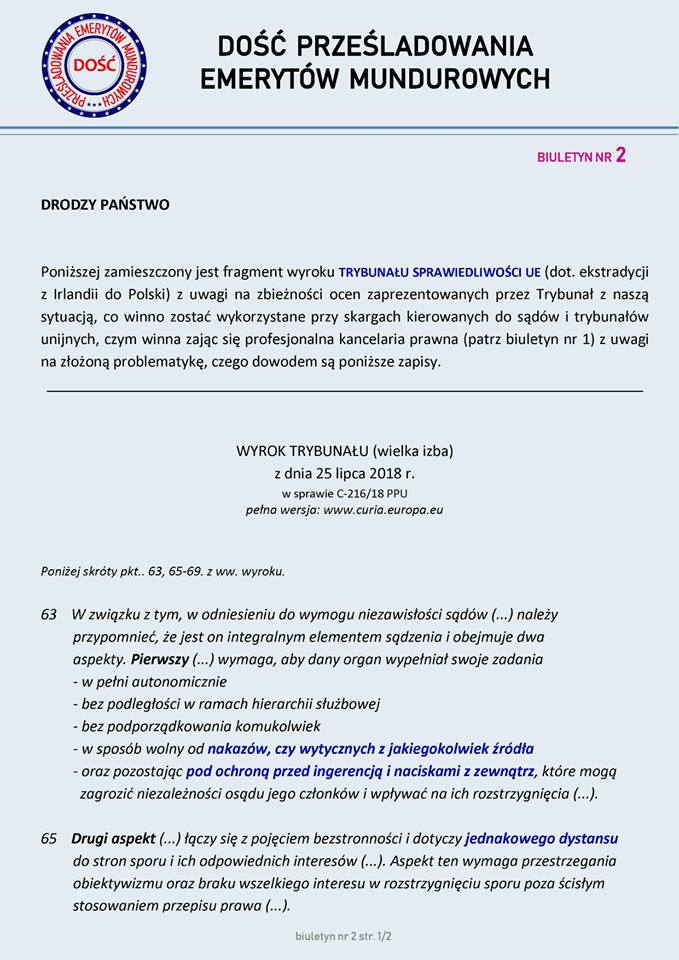 PRZEŚLADOWANIA EMERYTÓW MUNDUROWYCH
DOŚĆ
DOŚĆ PRZEŚLADOWANIA
EMERYTÓW MUNDUROWYCH
BIULETYN NR 2
DRODZY PAŃSTWO
Poniższej zamieszczony jest fragment wyroku TRYBUNAŁU SPRAWIEDLIWOŚCI UE (dot. ekstradycji
z Irlandii do Polski) z uwagi na zbieżności ocen zaprezentowanych przez Trybunał z naszą
sytuacją, co winno zostać wykorzystane przy skargach kierowanych do sądów i trybunałów
unijnych, czym winna zając się profesjonalna kancelaria prawna (patrz biuletyn nr 1) z uwagi
na złożoną problematykę, czego dowodem są poniższe zapisy.
WYROK TRYBUNAŁU (wielka izba)
z dnia 25 lipca 2018 r.
w sprawie C-216/18 PPU
pełna wersja: www.curia.europa.eu
Poniżej skróty pkt.. 63, 65-69. z ww. wyroku.
63 W związku z tym, w odniesieniu do wymogu niezawisłości sądów (...) należy
przypomnieć, że jest on integralnym elementem sądzenia i obejmuje dwa
aspekty. Pierwszy (...) wymaga, aby dany organ wypełniał swoje zadania
- w pełni autonomicznie
- bez podległości w ramach hierarchii służbowej
- bez podporządkowania komukolwiek
- w sposób wolny od nakazów, czy wytycznych z jakiegokolwiek źródła
- oraz pozostając pod ochroną przed ingerencją i naciskami z zewnątrz, które mogą
zagrozić niezależności osądu jego członków i wpływać na ich rozstrzygnięcia (...).
65 Drugi aspekt (...) łączy się z pojęciem bezstronności i dotyczy jednakowego dystansu
do stron sporu i ich odpowiednich interesów (...). Aspekt ten wymaga przestrzegania
obiektywizmu oraz braku wszelkiego interesu w rozstrzygnięciu sporu poza ścisłym
stosowaniem przepisu prawa (...).
biuletyn nr 2 str. 1/2